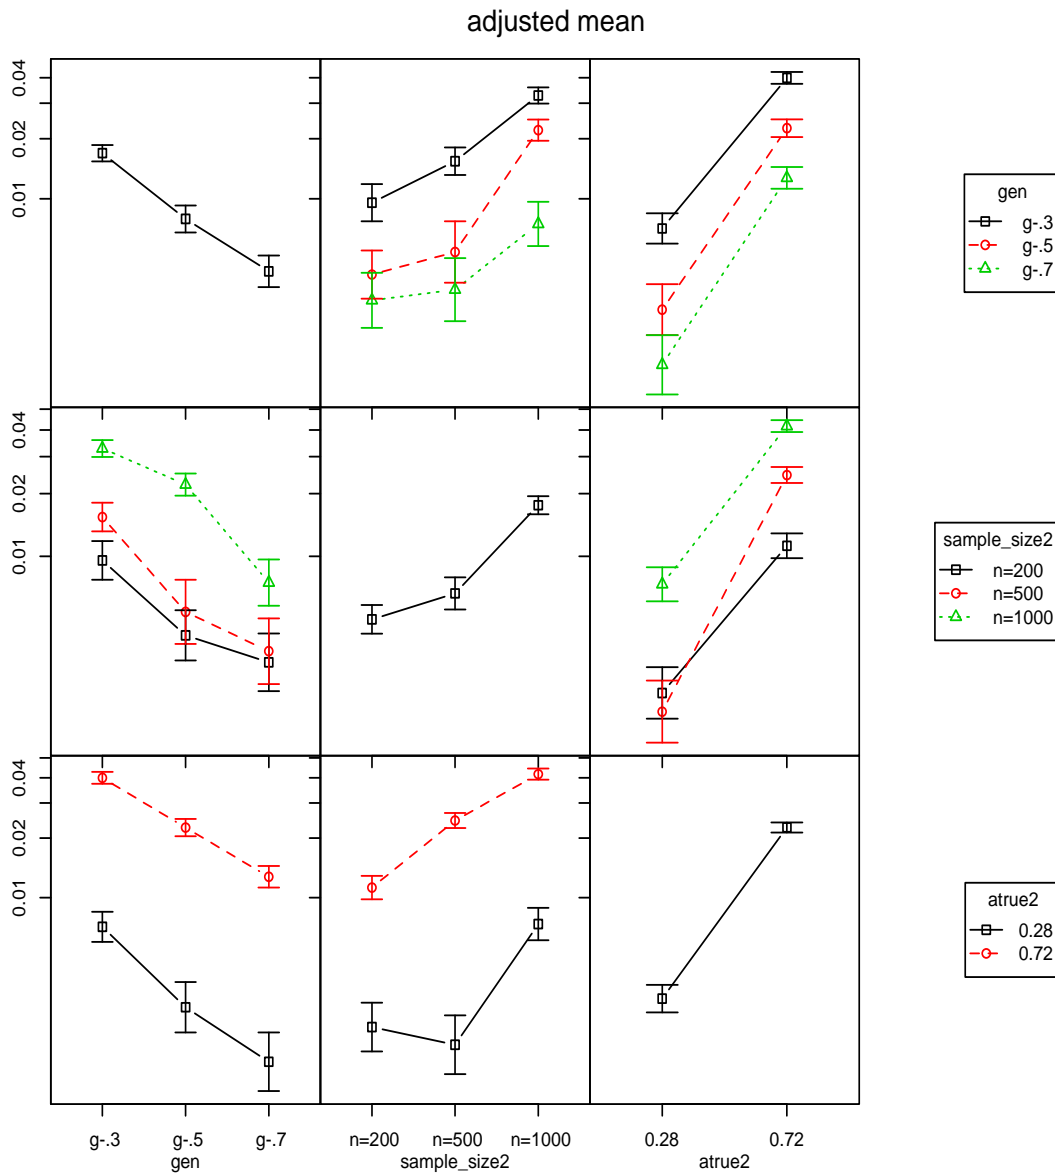 adjusted mean
0.04
0.02
0.01
gen
g-.3
g-.5
g-.7
0.04
0.02
0.01
sample_size2
n=200
n=500
n=1000
0.04
0.02
0.01
atrue2
0.28
0.72
g-.3 g-.5 g-.7 n=200 n=500 n=1000 0.28 0.72
gen sample_size2 atrue2